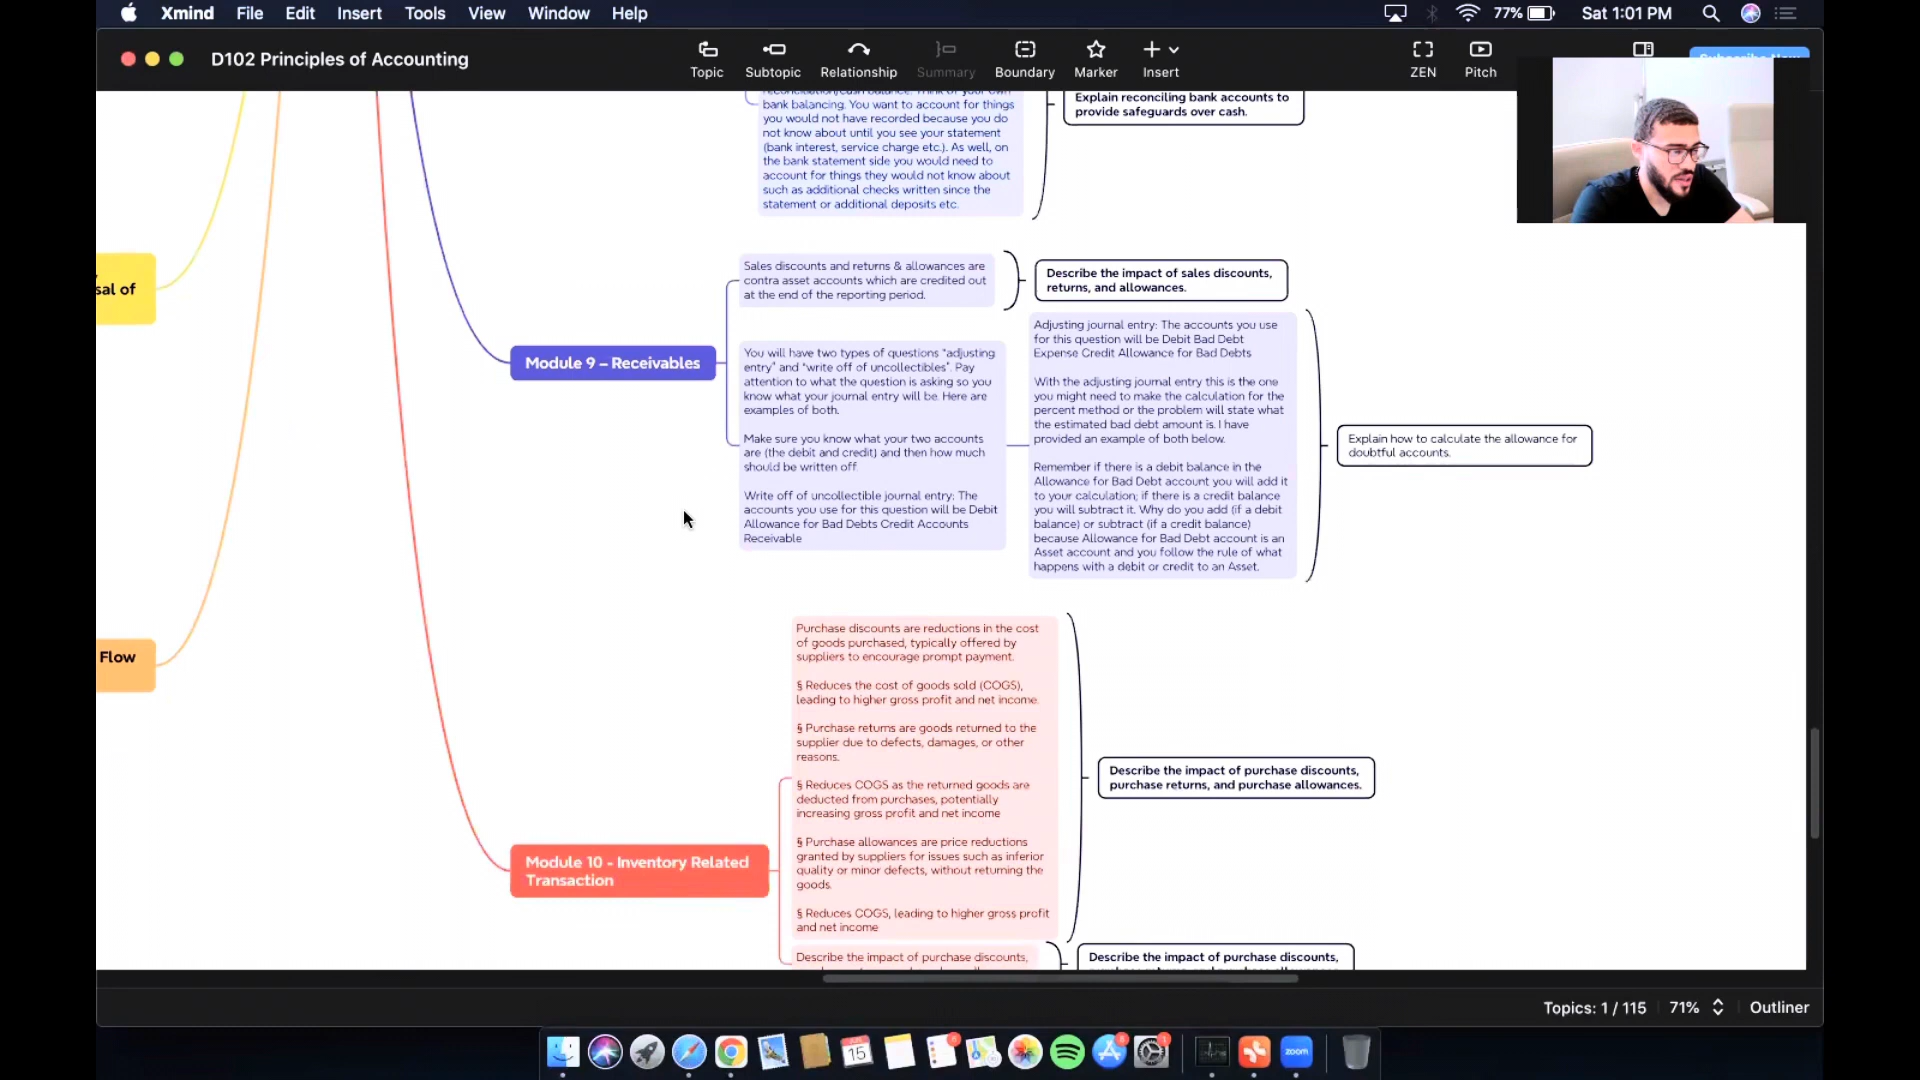 Xmind File Edit Insert Tools View Window Help
77% Sat 1:01 PM
D102 Principles of Accounting
Topic Subtopic Relationship Summary Boundary Marker Insert
ZEN Pitch
bank balancing. You want to account for things
you would not have recorded because you do
not know about until you see your statement
(bank interest, service charge etc.). As well, on
the bank statement side you would need to
account for things they would not know about
such as additional checks written since the
statement or additional deposits etc.
Explain reconciling bank accounts to
provide safeguards over cash.
sal of
Flow
Module 9 – Receivables
Sales discounts and returns & allowances are
contra asset accounts which are credited out
at the end of the reporting period.
Describe the impact of sales discounts,
returns, and allowances.
You will have two types of questions "adjusting
entry" and "write off of uncollectibles". Pay
attention to what the question is asking so you
know what your journal entry will be. Here are
examples of both.
Make sure you know what your two accounts
are (the debit and credit) and then how much
should be written off.
Write off of uncollectible journal entry: The
accounts you use for this question will be Debit
Allowance for Bad Debts Credit Accounts
Receivable
Adjusting journal entry: The accounts you use
for this question will be Debit Bad Debt
Expense Credit Allowance for Bad Debts
With the adjusting journal entry this is the one
you might need to make the calculation for the
percent method or the problem will state what
the estimated bad debt amount is. I have
provided an example of both below.
Remember if there is a debit balance in the
Allowance for Bad Debt account you will add it
to your calculation; if there is a credit balance
you will subtract it. Why do you add (if a debit
balance) or subtract (if a credit balance)
because Allowance for Bad Debt account is an
Asset account and you follow the rule of what
happens with a debit or credit to an Asset.
Explain how to calculate the allowance for
doubtful accounts.
Module 10 - Inventory Related
Transaction
Purchase discounts are reductions in the cost
of goods purchased, typically offered by
suppliers to encourage prompt payment.
§ Reduces the cost of goods sold (COGS),
leading to higher gross profit and net income.
§ Purchase returns are goods returned to the
supplier due to defects, damages, or other
reasons.
§ Reduces COGS as the returned goods are
deducted from purchases, potentially
increasing gross profit and net income
§ Purchase allowances are price reductions
granted by suppliers for issues such as inferior
quality or minor defects, without returning the
goods.
§ Reduces COGS, leading to higher gross profit
and net income
Describe the impact of purchase discounts,
purchase returns, and purchase allowances.
Describe the impact of purchase discounts,
Describe the impact of purchase discounts,
Topics: 1 / 115 71% Outliner
15
zoom